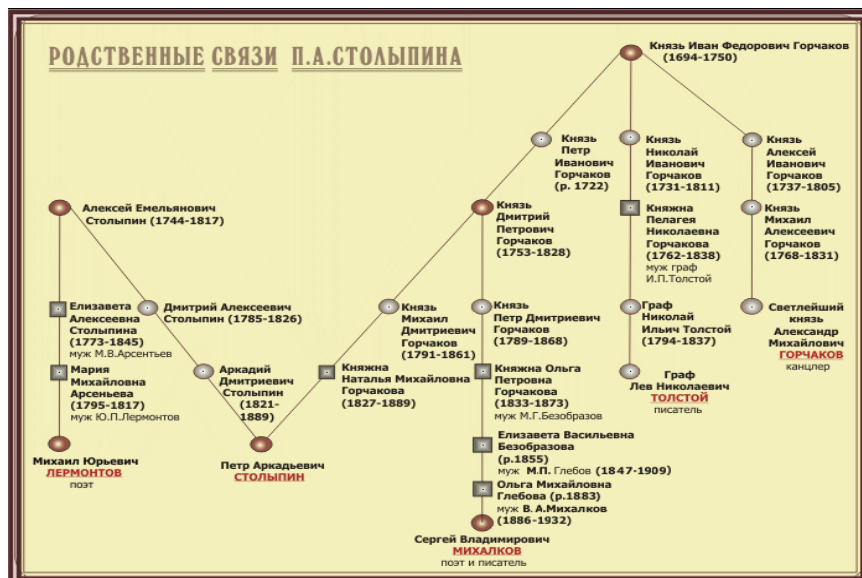 РОДСТВЕННЫЕ СВЯЗИ П.А.СТОЛЫПИНА
Князь Иван Федорович Горчаков
(1694-1750)
Князь
Петр
Иванович
Горчаков
(р. 1722)
Князь
Николай
Иванович
Горчаков
(1731-1811)
Князь
Алексей
Иванович
Горчаков
(1737-1805)
Алексей Емельянович
Столыпин (1744-1817)
Князь
Дмитрий
Петрович
Горчаков
(1753-1828)
Княжна
Пелагея
Николаевна
Горчакова
(1762-1838)
муж граф
И.П.Толстой
Князь
Михаил
Алексеевич
Горчаков
(1768-1831)
Елизавета
Алексеевна
Столыпина
(1773-1845)
муж М.В.Арсентьев
Дмитрий Алексеевич
Столыпин (1785-1826)
Князь
Михаил
Дмитриевич
Горчаков
(1791-1861)
Князь
Петр Дмитриевич
Горчаков
(1789-1868)
Граф
Николай
Ильич Толстой
(1794-1837)
Светлейший
князь
Александр
Михайлович
ГОРЧАКОВ
канцлер
Мария
Михайловна
Арсеньева
(1795-1817)
муж Ю.П.Лермонтов
Аркадий
Дмитриевич
Столыпин
(1821-
1889)
Княжна
Наталья Михайловна
Горчакова
(1827-1889)
Княжна Ольга
Петровна
Горчакова
(1833-1873)
муж М.Г.Безобразов
Граф
Лев Николаевич
ТОЛСТОЙ
писатель
Михаил Юрьевич
ЛЕРМОНТОВ
поэт
Петр Аркадьевич
СТОЛЫПИН
Елизавета Васильевна
Безобразова
(р.1855)
муж М.П. Глебов (1847-1909)
Ольга Михайловна
Глебова (р.1883)
муж В.А.Михалков
(1886-1932)
Сергей Владимирович
МИХАЛКОВ
поэт и писатель